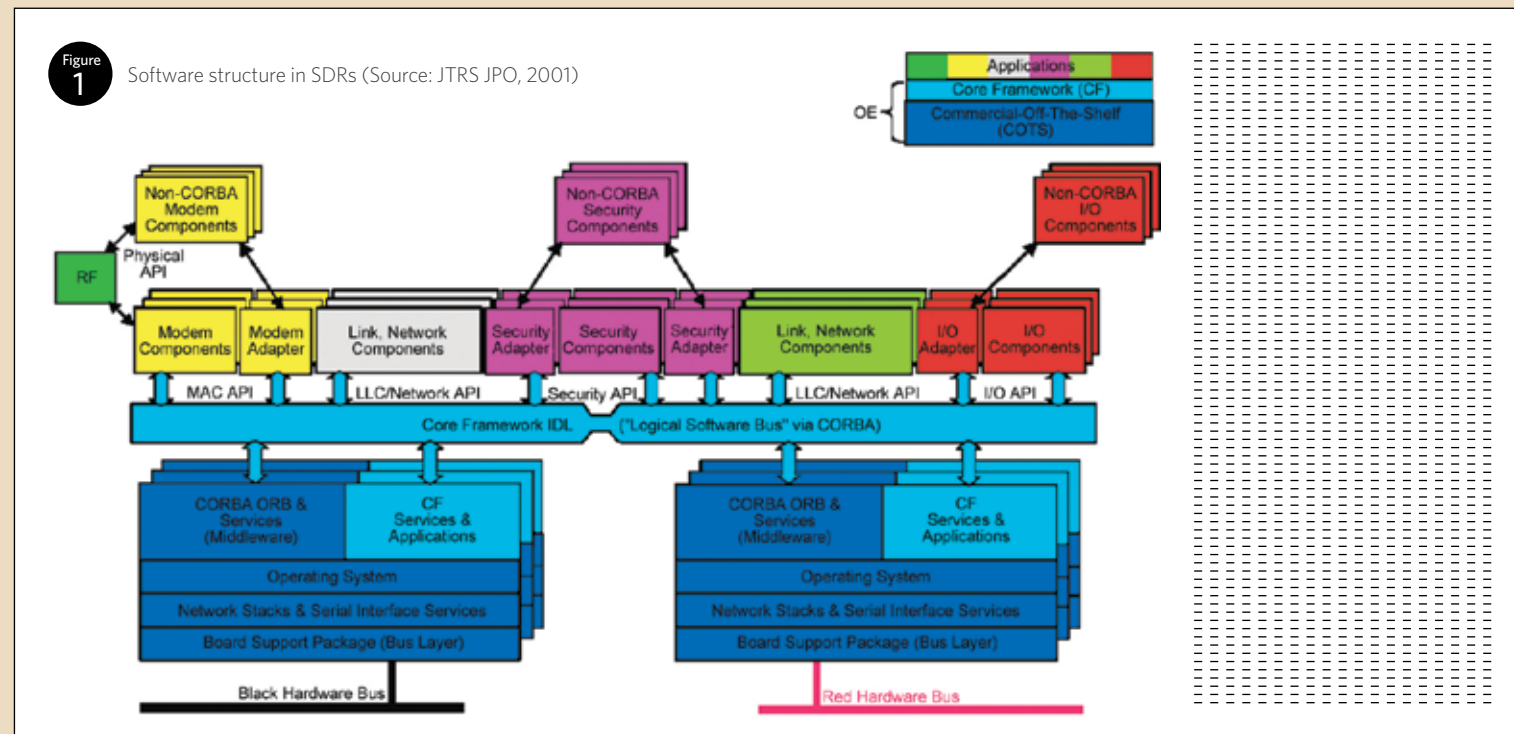 Figure
1
Software structure in SDRs (Source: JTRS JPO, 2001)
Applications
Core Framework (CF)
OE
Commercial-Off-The-Shelf
(COTS)
Non-CORBA
Modem
Components
Non-CORBA
Security
Components
Non-CORBA
I/O
Components
RF
Physical
API
Modem
Components
Modem
Adapter
Link, Network
Components
Security
Adapter
Security
Components
Security
Adapter
Link, Network
Components
I/O
Adapter
I/O
Components
MAC API
LLC/Network API
Security API
LLC/Network API
I/O API
Core Framework IDL
("Logical Software Bus" via CORBA)
CORBA ORB &
Services
(Middleware)
CF
Services &
Applications
Operating System
Network Stacks & Serial Interface Services
Board Support Package (Bus Layer)
CORBA ORB &
Services
(Middleware)
CF
Services &
Applications
Operating System
Network Stacks & Serial Interface Services
Board Support Package (Bus Layer)
Black Hardware Bus
Red Hardware Bus